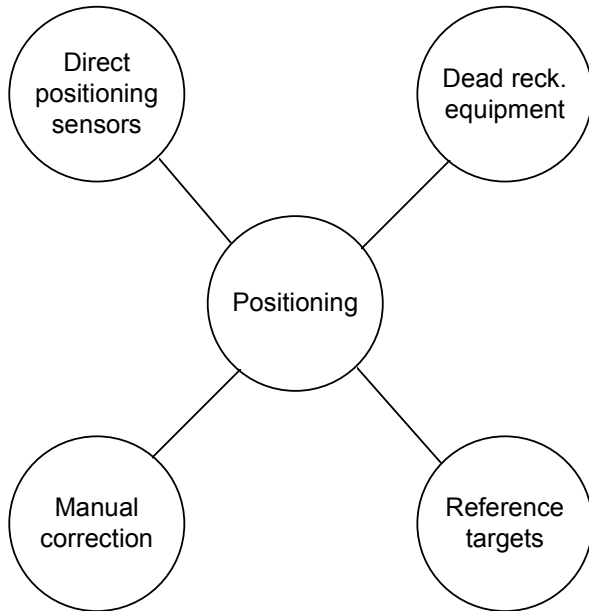 Direct
positioning
sensors
Dead reck.
equipment
Positioning
Manual
correction
Reference
targets